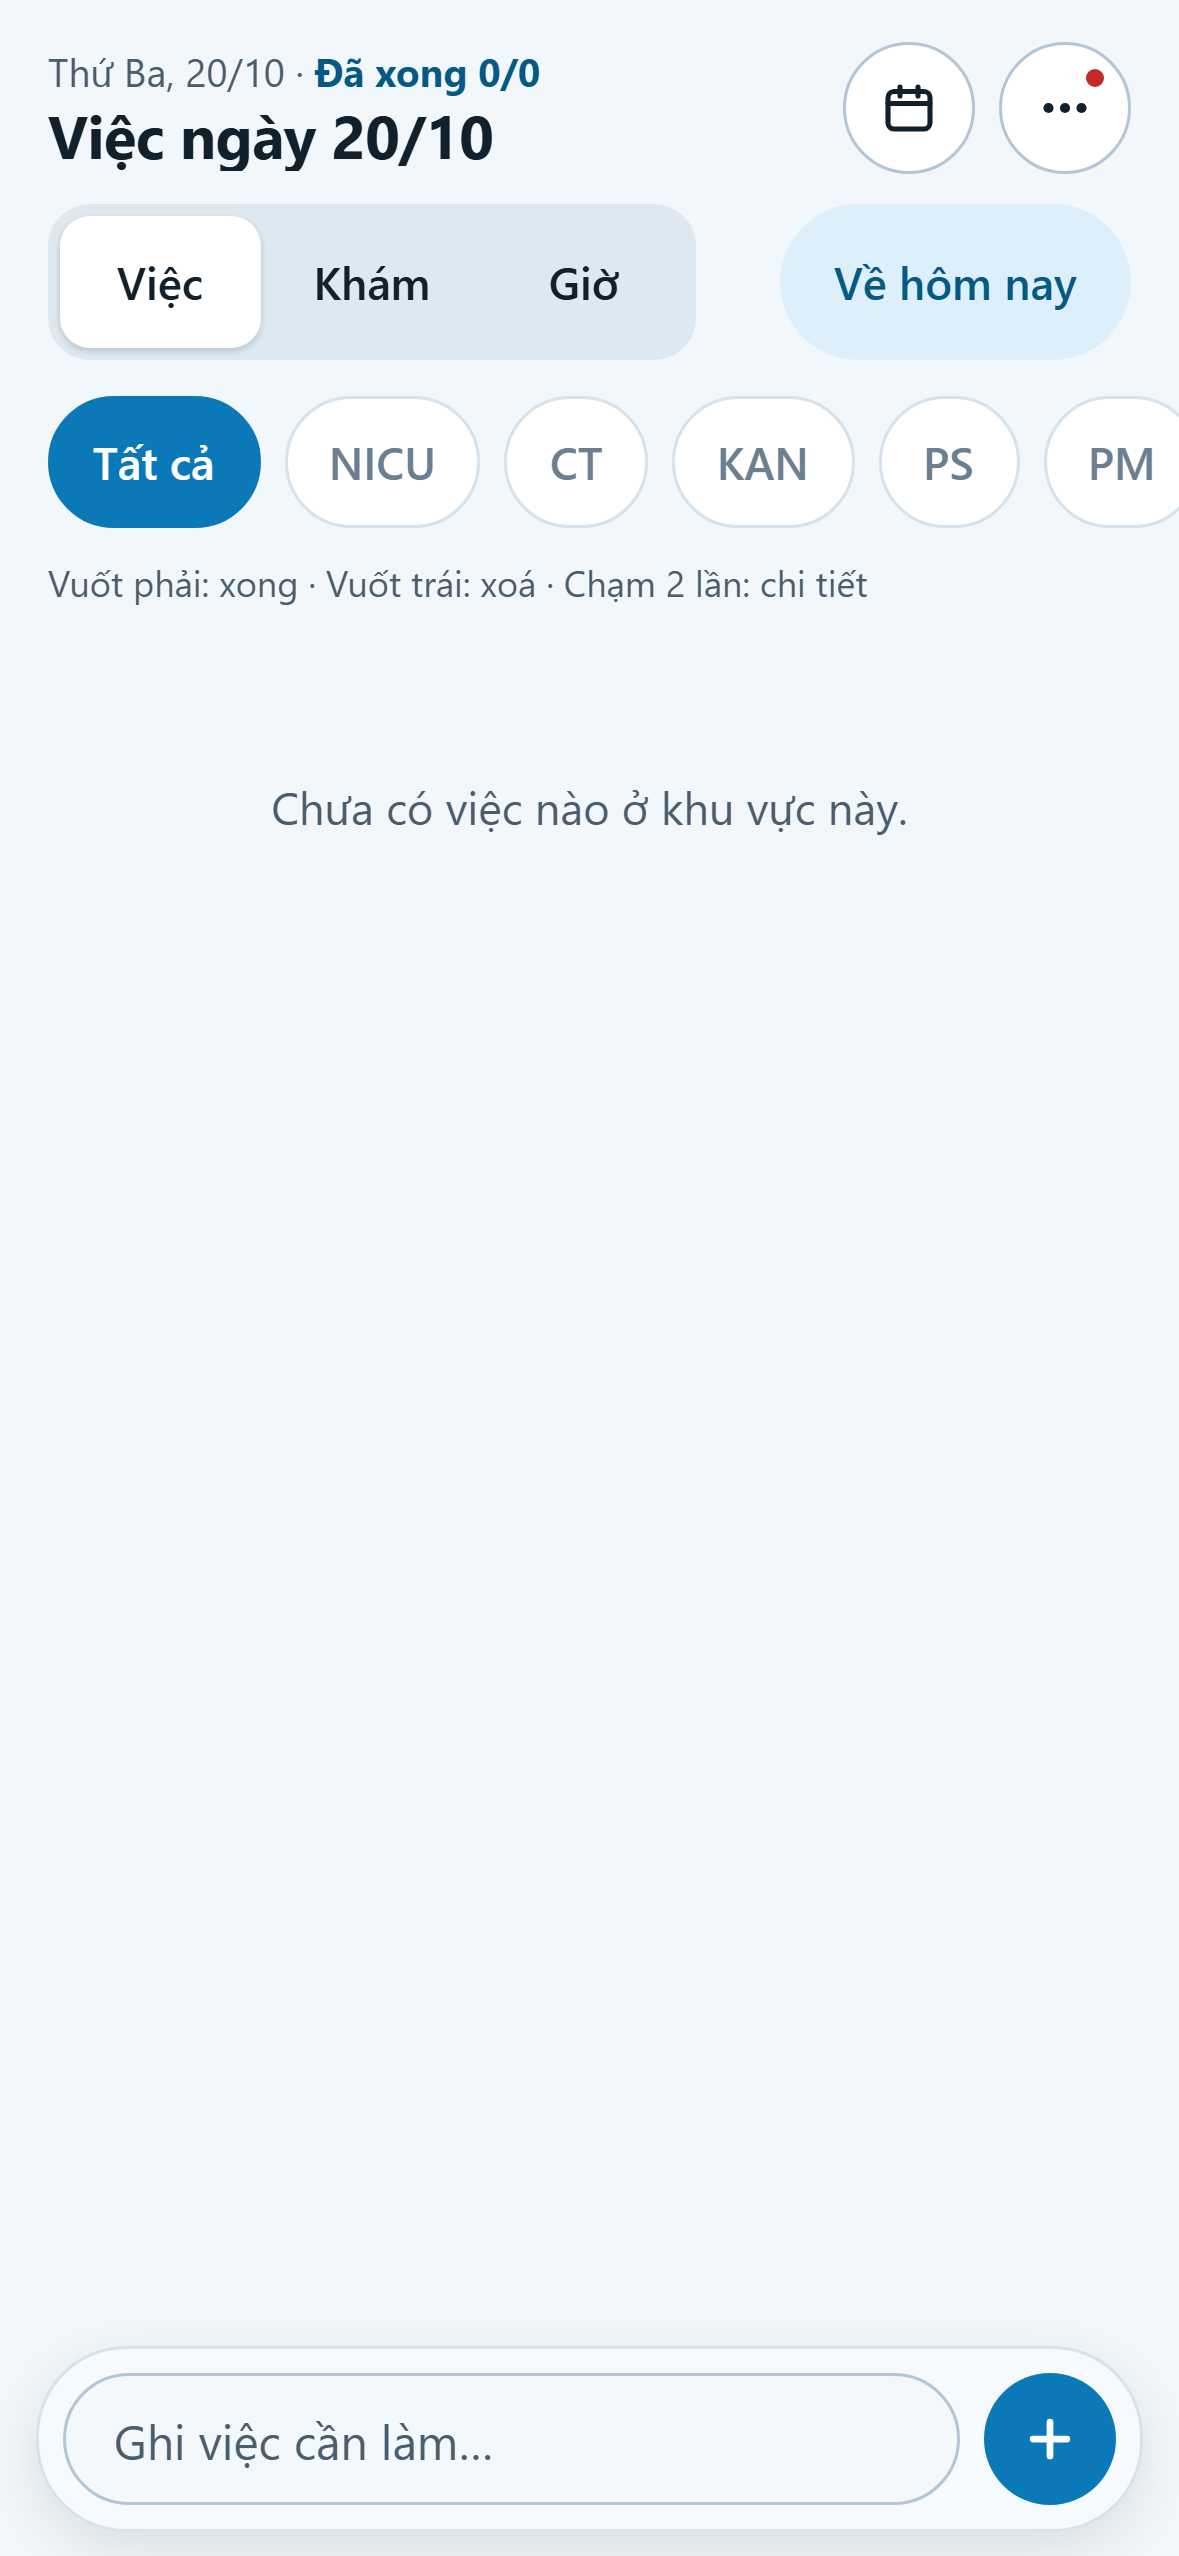 Thứ Ba, 20/10 · Đã xong 0/0
Việc ngày 20/10
Việc Khám Giờ Về hôm nay
Tất cả NICU CT KAN PS PM
Vuốt phải: xong · Vuốt trái: xoá · Chạm 2 lần: chi tiết
Chưa có việc nào ở khu vực này.
Ghi việc cần làm...